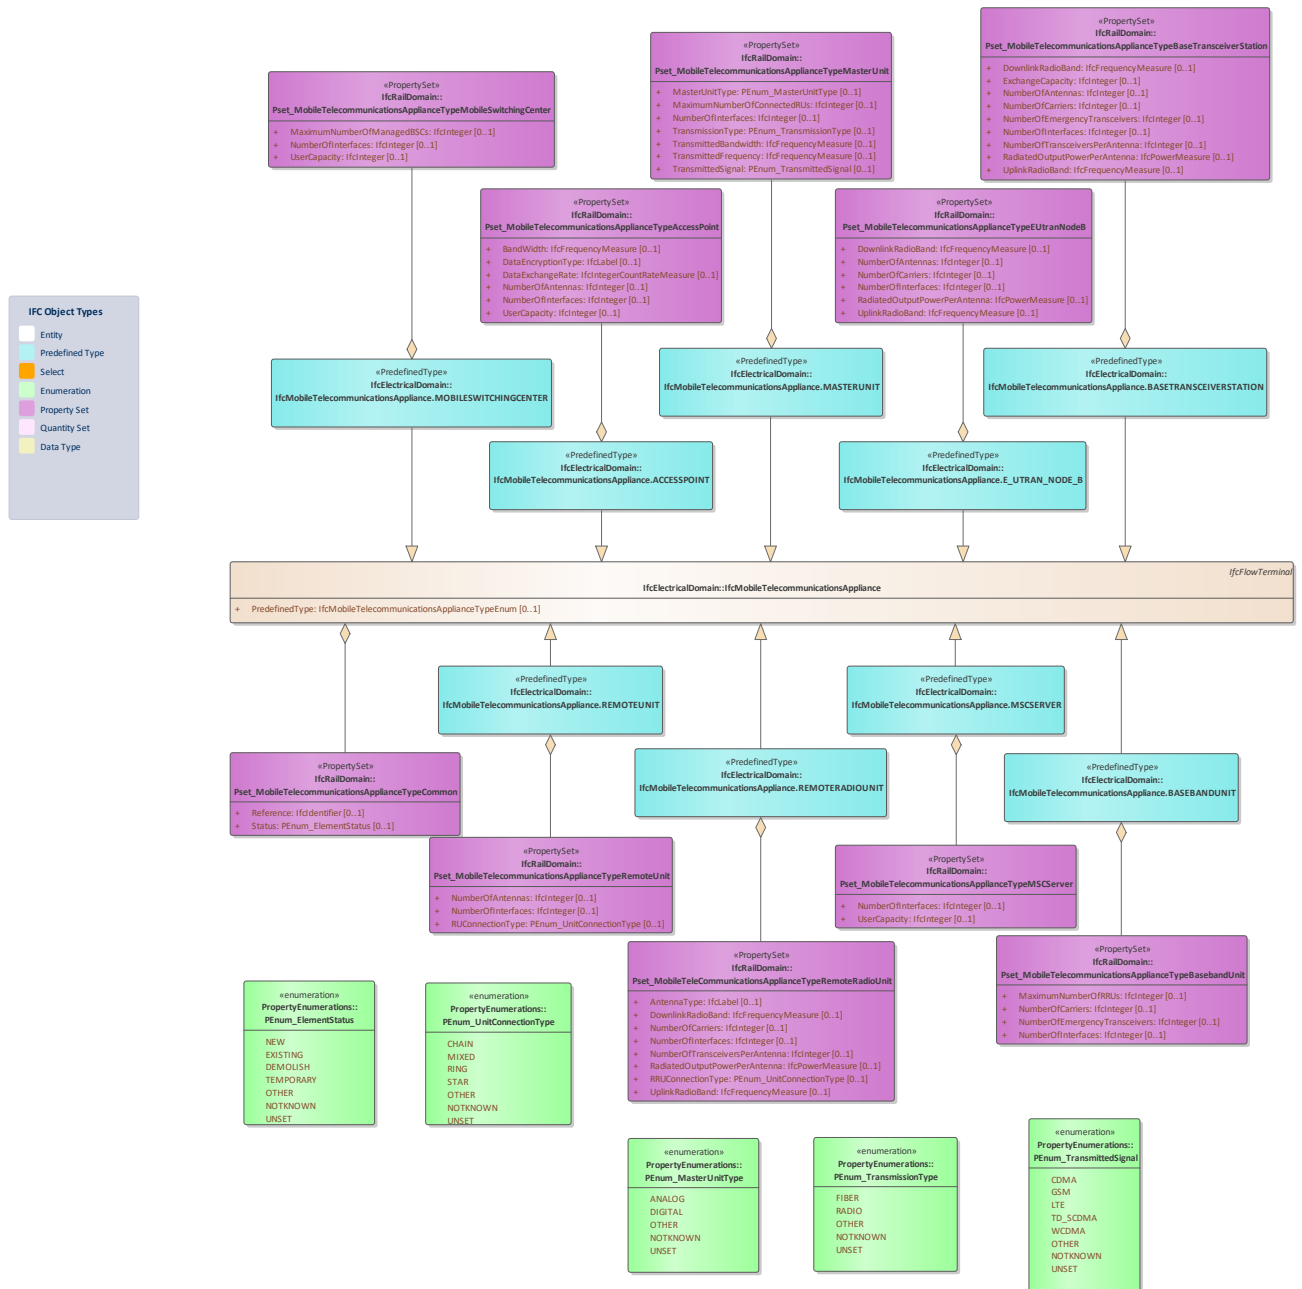 «PropertySet»
IfcRailDomain::
Pset_MobileTelecommunicationsApplianceTypeBaseTransceiverStation
+ DownlinkRadioBand: IfcFrequencyMeasure [0..1]
+ ExchangeCapacity: IfcInteger [0..1]
+ NumberOfAntennas: IfcInteger [0..1]
+ NumberOfCarriers: IfcInteger [0..1]
+ NumberOfEmergencyTransceivers: IfcInteger [0..1]
+ NumberOfInterfaces: IfcInteger [0..1]
+ NumberOfTransceiversPerAntenna: IfcInteger [0..1]
+ RadiatedOutputPowerPerAntenna: IfcPowerMeasure [0..1]
+ UplinkRadioBand: IfcFrequencyMeasure [0..1]
«PropertySet»
IfcRailDomain::
Pset_MobileTelecommunicationsApplianceTypeMasterUnit
+ MasterUnitType: PEnum_MasterUnitType [0..1]
+ MaximumNumberOfConnectedRUs: IfcInteger [0..1]
+ NumberOfInterfaces: IfcInteger [0..1]
+ TransmissionType: PEnum_TransmissionType [0..1]
+ TransmittedBandwidth: IfcFrequencyMeasure [0..1]
+ TransmittedFrequency: IfcFrequencyMeasure [0..1]
+ TransmittedSignal: PEnum_TransmittedSignal [0..1]
«PropertySet»
IfcRailDomain::
Pset_MobileTelecommunicationsApplianceTypeMobileSwitchingCenter
+ MaximumNumberOfManagedBSCs: IfcInteger [0..1]
+ NumberOfInterfaces: IfcInteger [0..1]
+ UserCapacity: IfcInteger [0..1]
«PropertySet»
IfcRailDomain::
Pset_MobileTelecommunicationsApplianceTypeAccessPoint
+ BandWidth: IfcFrequencyMeasure [0..1]
+ DataEncryptionType: IfcLabel [0..1]
+ DataExchangeRate: IfcIntegerCountRateMeasure [0..1]
+ NumberOfAntennas: IfcInteger [0..1]
+ NumberOfInterfaces: IfcInteger [0..1]
+ UserCapacity: IfcInteger [0..1]
«PropertySet»
IfcRailDomain::
Pset_MobileTelecommunicationsApplianceTypeEUtranNodeB
+ DownlinkRadioBand: IfcFrequencyMeasure [0..1]
+ NumberOfAntennas: IfcInteger [0..1]
+ NumberOfCarriers: IfcInteger [0..1]
+ NumberOfInterfaces: IfcInteger [0..1]
+ RadiatedOutputPowerPerAntenna: IfcPowerMeasure [0..1]
+ UplinkRadioBand: IfcFrequencyMeasure [0..1]
IFC Object Types
Entity
Predefined Type
Select
Enumeration
Property Set
Quantity Set
Data Type
«PredefinedType»
IfcElectricalDomain::
IfcMobileTelecommunicationsAppliance.MOBILESWITCHINGCENTER
«PredefinedType»
IfcElectricalDomain::
IfcMobileTelecommunicationsAppliance.MASTERUNIT
«PredefinedType»
IfcElectricalDomain::
IfcMobileTelecommunicationsAppliance.BASETRANSCEIVERSTATION
«PredefinedType»
IfcElectricalDomain::
IfcMobileTelecommunicationsAppliance.ACCESSPOINT
«PredefinedType»
IfcElectricalDomain::
IfcMobileTelecommunicationsAppliance.E_UTRAN_NODE_B
IfcFlowTerminal
IfcElectricalDomain::IfcMobileTelecommunicationsAppliance
+ PredefinedType: IfcMobileTelecommunicationsApplianceTypeEnum [0..1]
«PredefinedType»
IfcElectricalDomain::
IfcMobileTelecommunicationsAppliance.REMOTEUNIT
«PredefinedType»
IfcElectricalDomain::
IfcMobileTelecommunicationsAppliance.MSCSERVER
«PropertySet»
IfcRailDomain::
Pset_MobileTelecommunicationsApplianceTypeCommon
+ Reference: IfcIdentifier [0..1]
+ Status: PEnum_ElementStatus [0..1]
«PredefinedType»
IfcElectricalDomain::
IfcMobileTelecommunicationsAppliance.REMOTERADIOUNIT
«PredefinedType»
IfcElectricalDomain::
IfcMobileTelecommunicationsAppliance.BASEBANDUNIT
«PropertySet»
IfcRailDomain::
Pset_MobileTelecommunicationsApplianceTypeRemoteUnit
+ NumberOfAntennas: IfcInteger [0..1]
+ NumberOfInterfaces: IfcInteger [0..1]
+ RUConnectionType: PEnum_UnitConnectionType [0..1]
«PropertySet»
IfcRailDomain::
Pset_MobileTelecommunicationsApplianceTypeMSCServer
+ NumberOfInterfaces: IfcInteger [0..1]
+ UserCapacity: IfcInteger [0..1]
«PropertySet»
IfcRailDomain::
Pset_MobileTeleCommunicationsApplianceTypeRemoteRadioUnit
+ AntennaType: IfcLabel [0..1]
+ DownlinkRadioBand: IfcFrequencyMeasure [0..1]
+ NumberOfCarriers: IfcInteger [0..1]
+ NumberOfInterfaces: IfcInteger [0..1]
+ NumberOfTransceiversPerAntenna: IfcInteger [0..1]
+ RadiatedOutputPowerPerAntenna: IfcPowerMeasure [0..1]
+ RRUConnectionType: PEnum_UnitConnectionType [0..1]
+ UplinkRadioBand: IfcFrequencyMeasure [0..1]
«PropertySet»
IfcRailDomain::
Pset_MobileTelecommunicationsApplianceTypeBasebandUnit
+ MaximumNumberOfRRUs: IfcInteger [0..1]
+ NumberOfCarriers: IfcInteger [0..1]
+ NumberOfEmergencyTransceivers: IfcInteger [0..1]
+ NumberOfInterfaces: IfcInteger [0..1]
«enumeration»
PropertyEnumerations::
PEnum_ElementStatus
NEW
EXISTING
DEMOLISH
TEMPORARY
OTHER
NOTKNOWN
UNSET
«enumeration»
PropertyEnumerations::
PEnum_UnitConnectionType
CHAIN
MIXED
RING
STAR
OTHER
NOTKNOWN
UNSET
«enumeration»
PropertyEnumerations::
PEnum_MasterUnitType
ANALOG
DIGITAL
OTHER
NOTKNOWN
UNSET
«enumeration»
PropertyEnumerations::
PEnum_TransmissionType
FIBER
RADIO
OTHER
NOTKNOWN
UNSET
«enumeration»
PropertyEnumerations::
PEnum_TransmittedSignal
CDMA
GSM
LTE
TD_SCDMA
WCDMA
OTHER
NOTKNOWN
UNSET